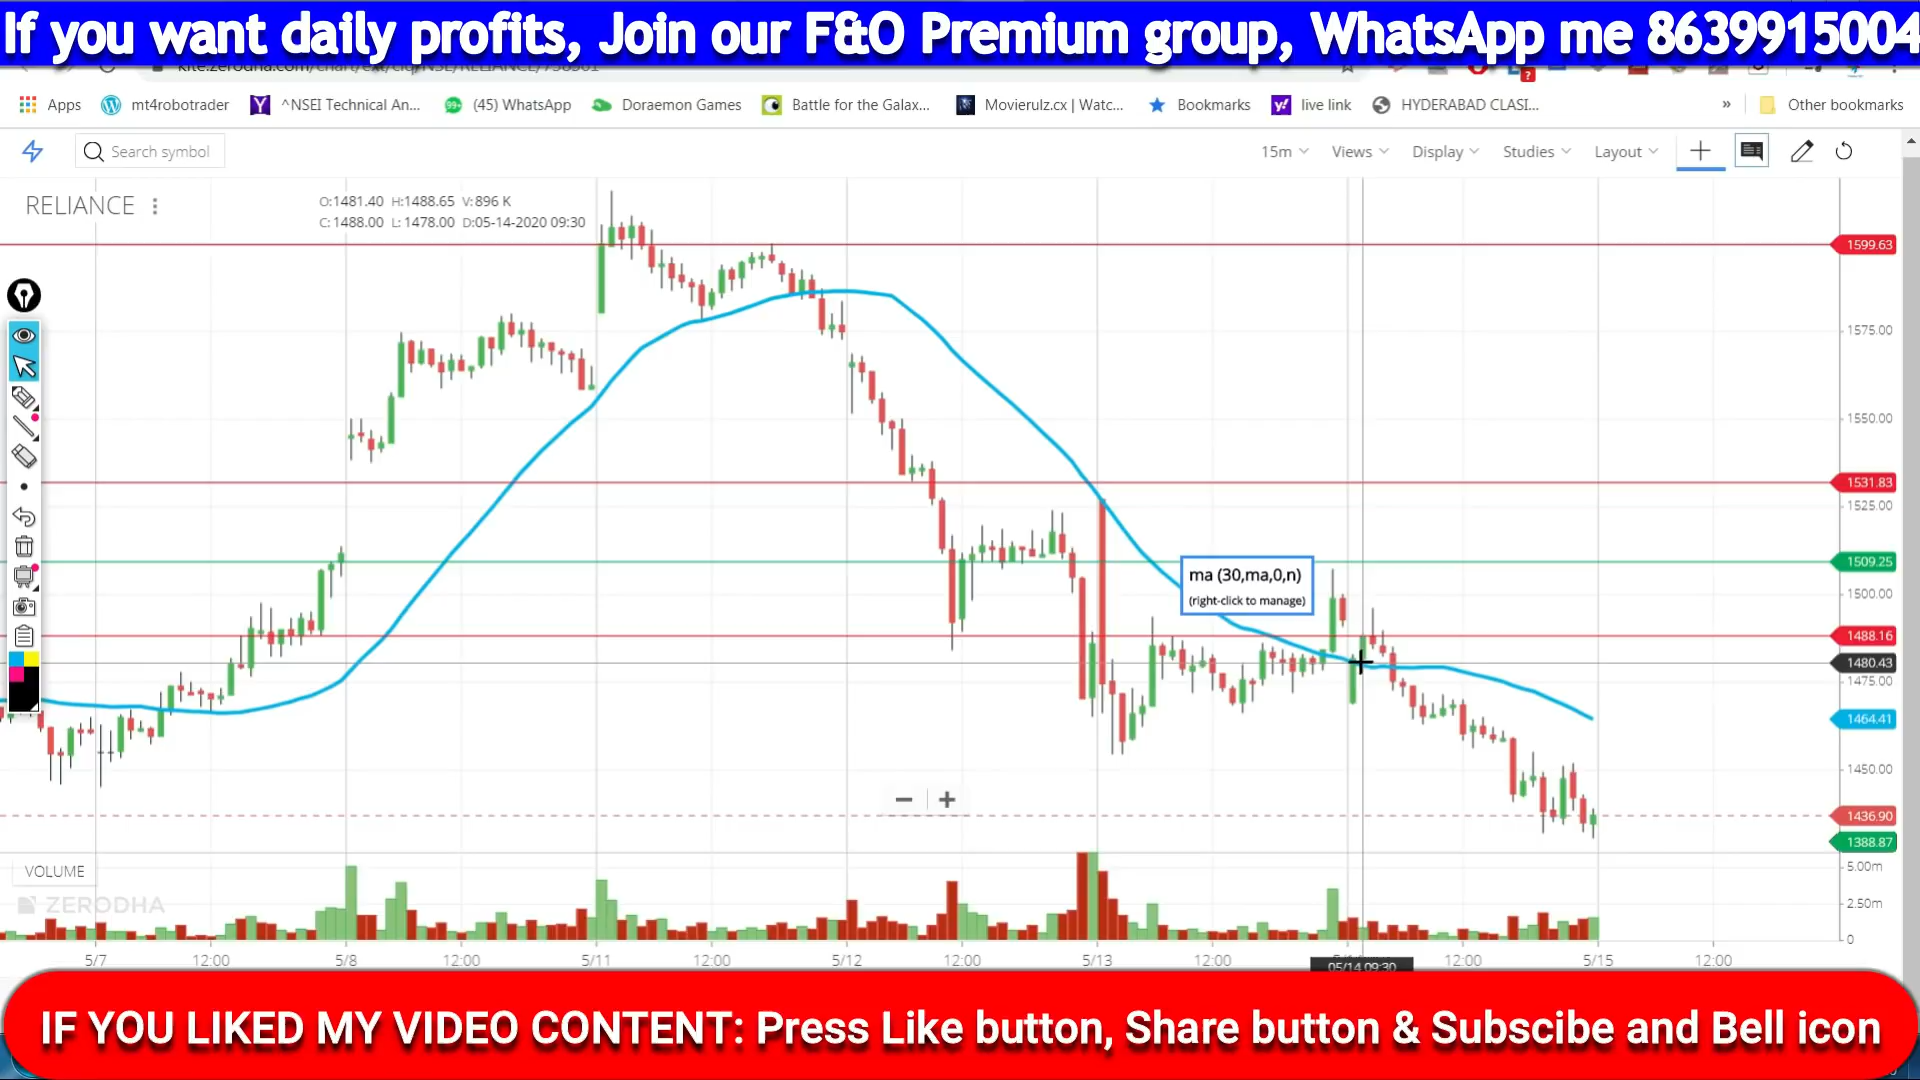 If you want daily profits, Join our F&O Premium group, WhatsApp me 8639915004
Apps mt4robotrader ^NSEI Technical An... (45) WhatsApp Doraemon Games Battle for the Galax... Movierulz.cx | Watc... Bookmarks live link HYDERABAD CLASI... » Other bookmarks
Search symbol 15m Views Display Studies Layout
RELIANCE
O:1481.40 H:1488.65 V:896 K
C:1488.00 L:1478.00 D:05-14-2020 09:30
1599.63
1575.00
1550.00
1531.83
1525.00
1509.25
ma (30,ma,0,n)
(right-click to manage)
1500.00
1488.16
1480.43
1475.00
1464.41
1450.00
1436.90
1388.87
VOLUME
5.00m
ZERODHA
2.50m
0
5/7 12:00 5/8 12:00 5/11 12:00 5/12 12:00 5/13 12:00 12:00 5/15 12:00
05/14 09:30
IF YOU LIKED MY VIDEO CONTENT: Press Like button, Share button & Subscibe and Bell icon